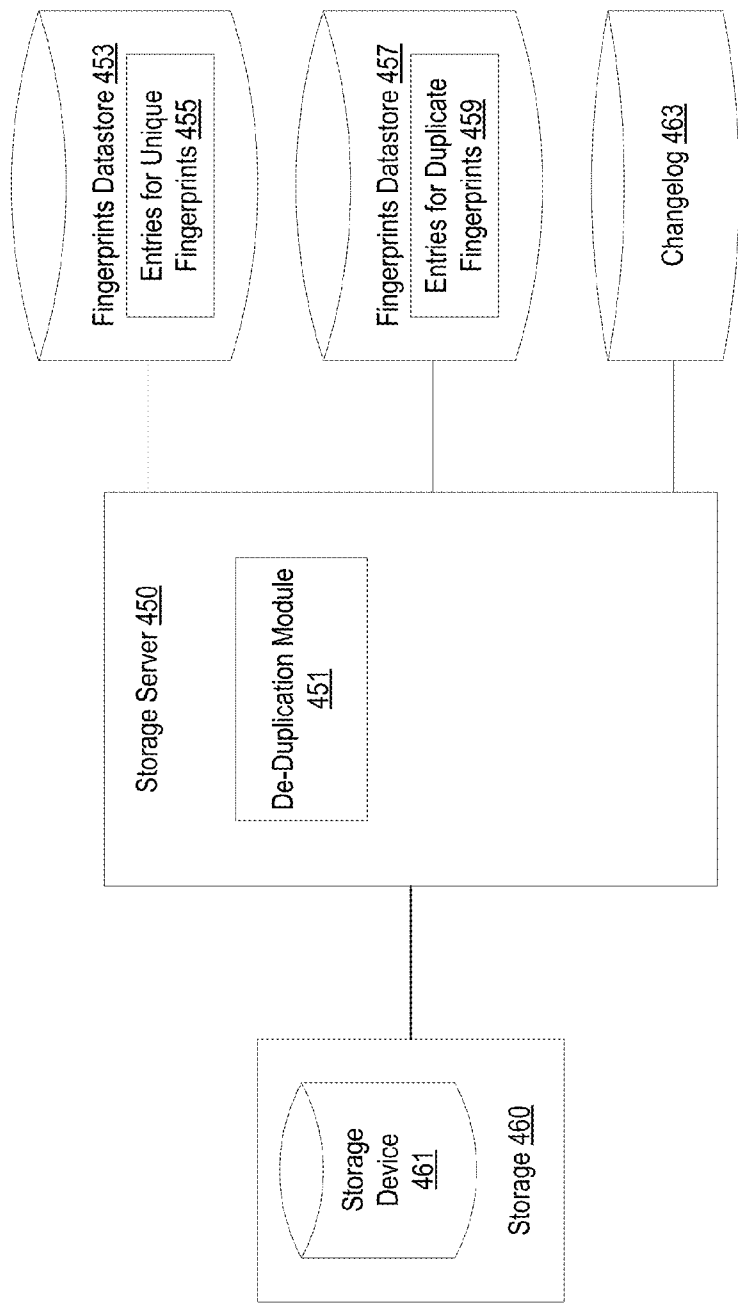 Fingerprints Datastore 453
Entries for Unique
Fingerprints 455
Fingerprints Datastore 457
Entries for Duplicate
Fingerprints 459
Changelog 463
Storage Server 450
De-Duplication Module
451
Storage
Device
461
Storage 460